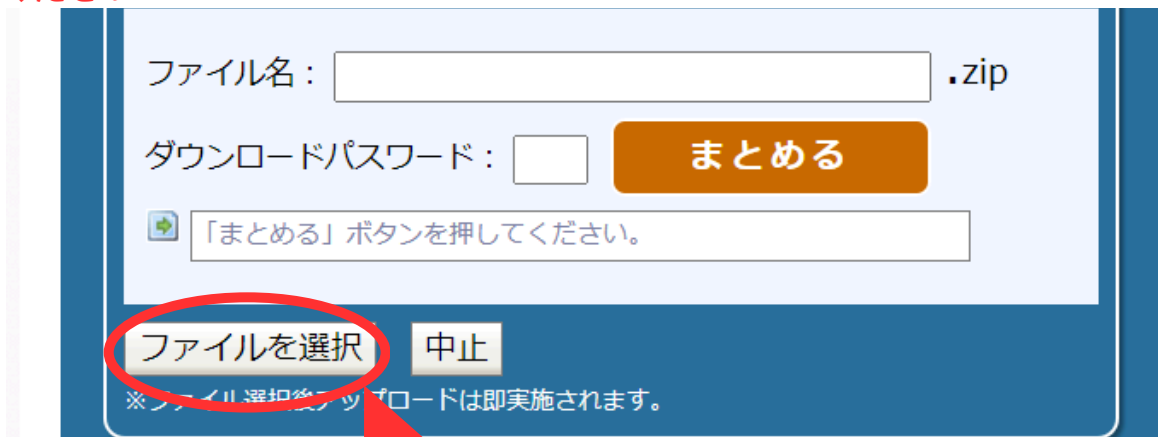 ファイル名： .zip
ダウンロードパスワード： まとめる
「まとめる」ボタンを押してください。
ファイルを選択 中止
※ファイル選択後アップロードは即実施されます。